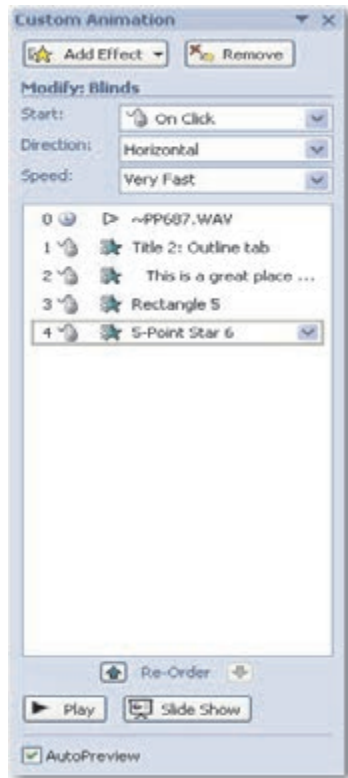 Custom Animation
Add Effect Remove
Modify: Blinds
Start: On Click
Direction: Horizontal
Speed: Very Fast
0 ~PP687.WAV
1 Title 2: Outline tab
2 This is a great place ...
3 Rectangle 5
4 5-Point Star 6
Re-Order
Play Slide Show
AutoPreview